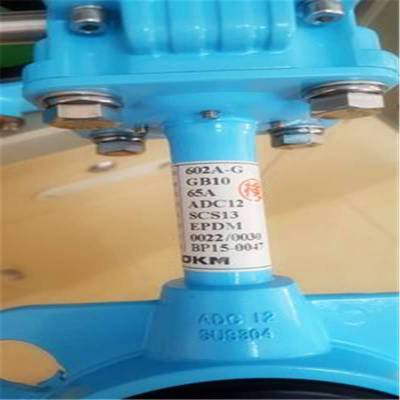 602A-G
GB10
65A
ADC12
SCS13
EPDM
0022/0030
BP15-0047
OKM
ADC 12
SUS304